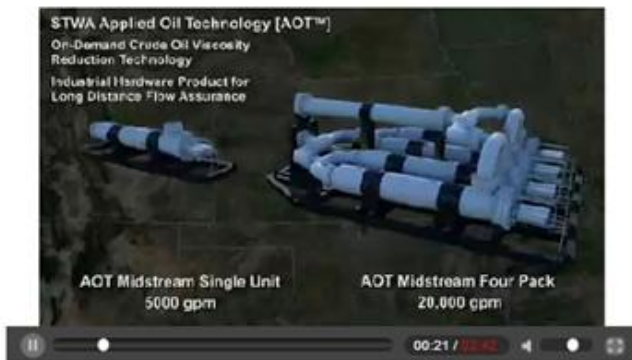 STWA Applied Oil Technology [AOT™]
On-Demand Crude Oil Viscosity
Reduction Technology
Industrial Hardware Product for
Long Distance Flow Assurance
AOT Midstream Single Unit
5000 gpm
AOT Midstream Four Pack
20,000 gpm
00:21 /